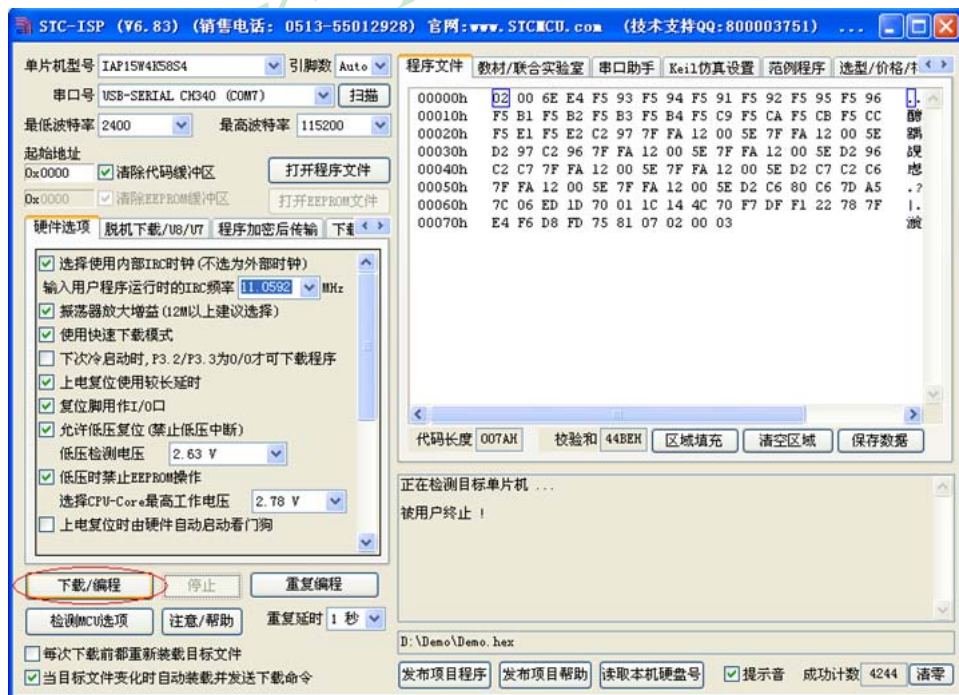 STC-ISP (V6.83) (销售电话: 0513-55012928) 官网:www.STCMCU.com (技术支持QQ:800003751) ...
单片机型号 IAP15W4K58S4 引脚数 Auto
串口号 USB-SERIAL CH340 (COM7) 扫描
最低波特率 2400 最高波特率 115200
起始地址
0x0000 清除代码缓冲区 打开程序文件
0x0000 清除EEPROM缓冲区 打开EEPROM文件
硬件选项 脱机下载/U8/U7 程序加密后传输
选择使用内部IRC时钟(不选为外部时钟)
输入用户程序运行时的IRC频率 11.0592 MHz
振荡器放大增益(12M以上建议选择)
使用快速下载模式
下次冷启动时,P3.2/P3.3为0/0才可下载程序
上电复位使用较长延时
复位脚用作I/O口
允许低压复位(禁止低压中断)
低压检测电压 2.63 V
低压时禁止EEPROM操作
选择CPU-Core最高工作电压 2.78 V
上电复位时由硬件自动启动看门狗
下载/编程 停止 重复编程
检测MCU选项 注意/帮助 重复延时 1 秒
每次下载前都重新装载目标文件
当目标文件变化时自动装载并发送下载命令
程序文件 教材/联合实验室 串口助手 Keil仿真设置 范例程序 选型/价格/
00000h 02 00 6E E4 F5 93 F5 94 F5 91 F5 92 F5 95 F5 96
00010h F5 B1 F5 B2 F5 B3 F5 B4 F5 C9 F5 CA F5 CB F5 CC
00020h F5 E1 F5 E2 C2 97 7F FA 12 00 5E 7F FA 12 00 5E
00030h D2 97 C2 96 7F FA 12 00 5E 7F FA 12 00 5E D2 96
00040h C2 C7 7F FA 12 00 5E 7F FA 12 00 5E D2 C7 C2 C6
00050h 7F FA 12 00 5E 7F FA 12 00 5E D2 C6 80 C6 7D A5 .?
00060h 7C 06 ED 1D 70 01 1C 14 4C 70 F7 DF F1 22 78 7F |.
00070h E4 F6 D8 FD 75 81 07 02 00 03
代码长度 007AH 校验和 44BEH 区域填充 清空区域 保存数据
正在检测目标单片机 ...
被用户终止 !
D:\Demo\Demo.hex
发布项目程序 发布项目帮助 读取本机硬盘号 提示音 成功计数 4244 清零